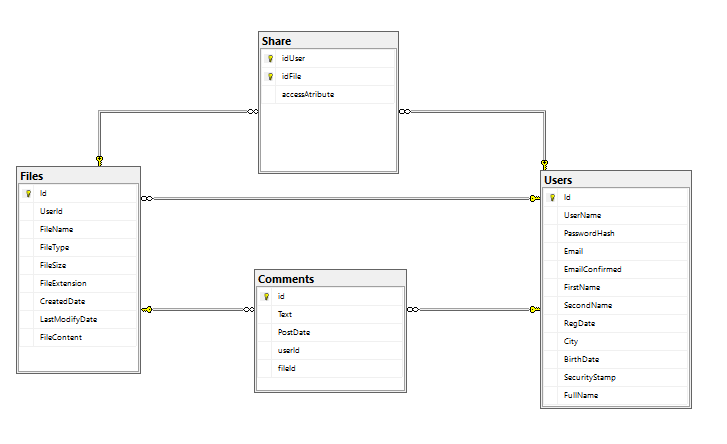 Share
idUser
idFile
accessAtribute
Files
Id
UserId
FileName
FileType
FileSize
FileExtension
CreatedDate
LastModifyDate
FileContent
Comments
id
Text
PostDate
userId
fileId
Users
Id
UserName
PasswordHash
Email
EmailConfirmed
FirstName
SecondName
RegDate
City
BirthDate
SecurityStamp
FullName